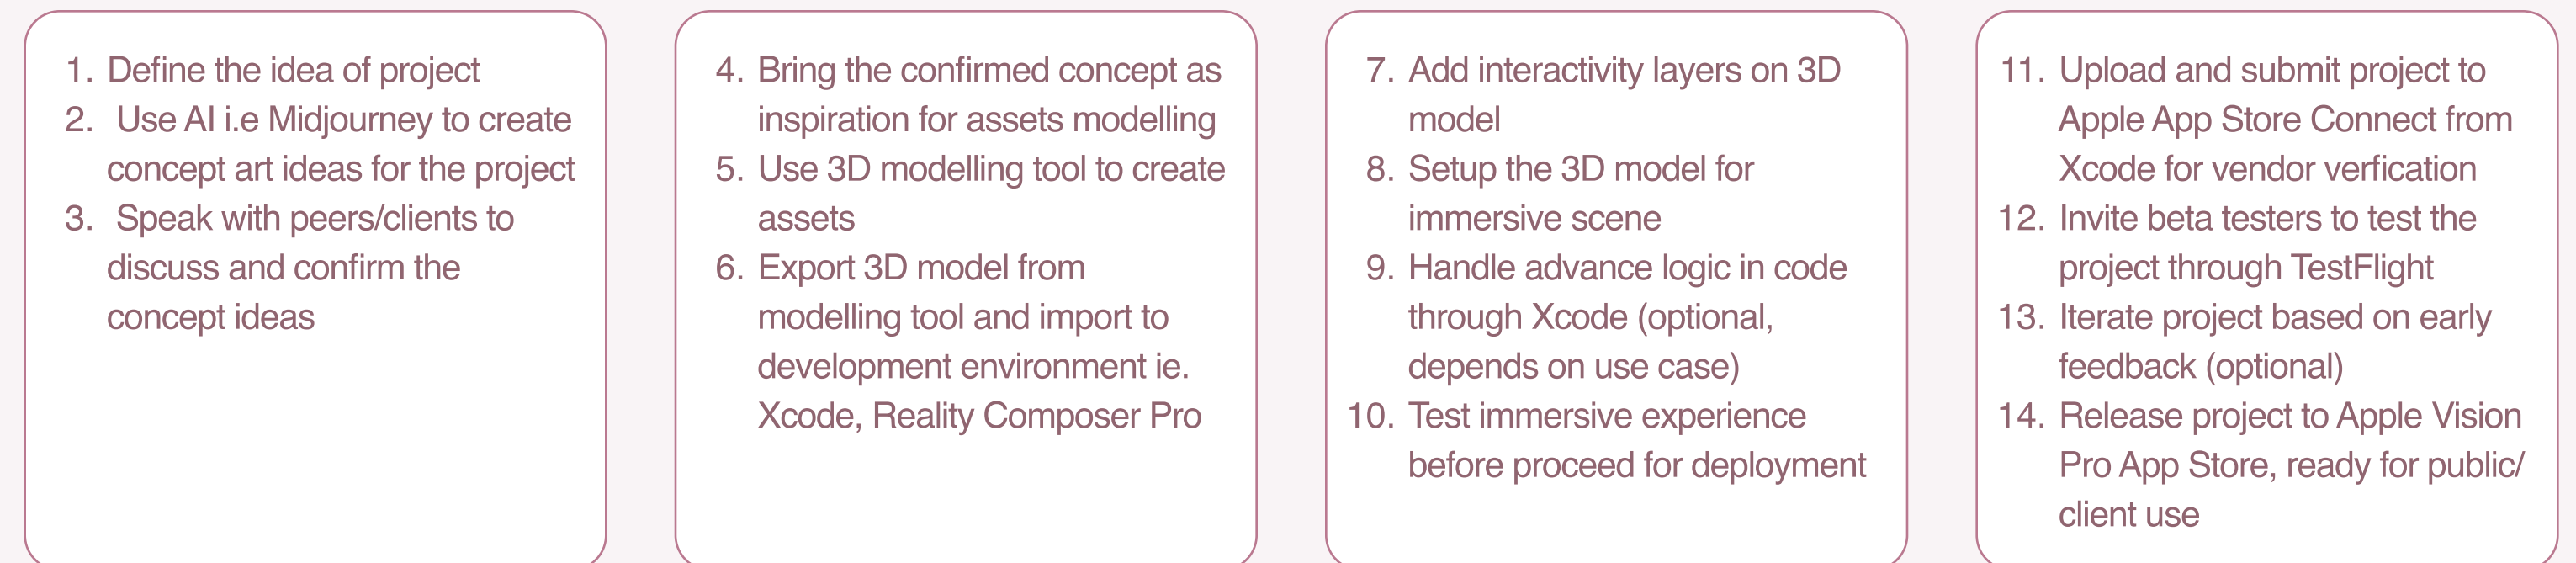 1. Define the idea of project
2. Use AI i.e Midjourney to create
concept art ideas for the project
3. Speak with peers/clients to
discuss and confirm the
concept ideas
4. Bring the confirmed concept as
inspiration for assets modelling
5. Use 3D modelling tool to create
assets
6. Export 3D model from
modelling tool and import to
development environment ie.
Xcode, Reality Composer Pro
7. Add interactivity layers on 3D
model
8. Setup the 3D model for
immersive scene
9. Handle advance logic in code
through Xcode (optional,
depends on use case)
10. Test immersive experience
before proceed for deployment
11. Upload and submit project to
Apple App Store Connect from
Xcode for vendor verfication
12. Invite beta testers to test the
project through TestFlight
13. Iterate project based on early
feedback (optional)
14. Release project to Apple Vision
Pro App Store, ready for public/
client use